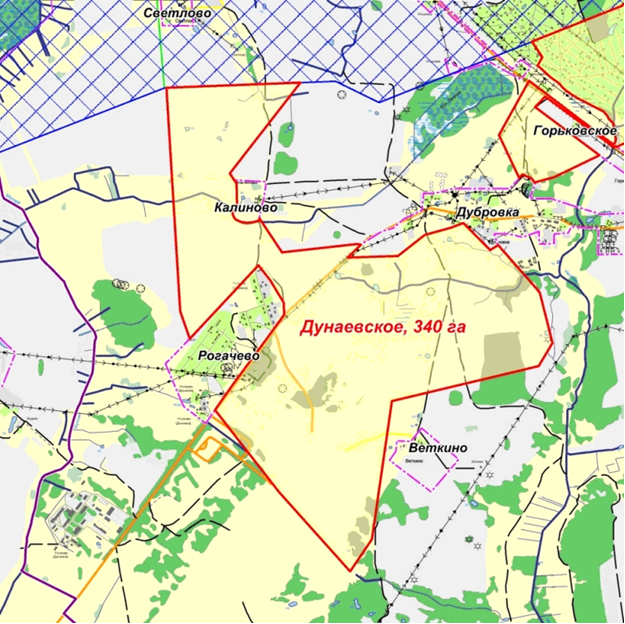 Светлово
Горьковское
Калиново
Дубровка
Дунаевское, 340 га
Рогачево
Веткино